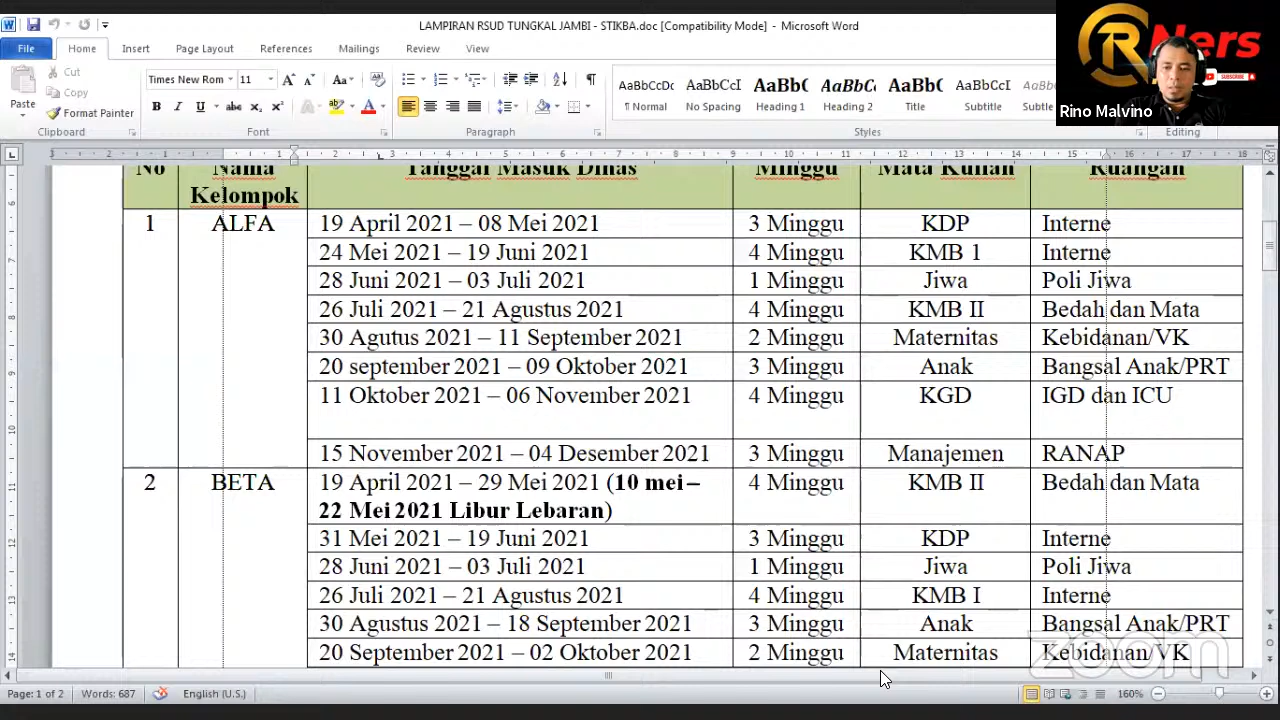 LAMPIRAN RSUD TUNGKAL JAMBI - STIKBA.doc [Compatibility Mode] - Microsoft Word
File Home Insert Page Layout References Mailings Review View
Paste
Cut
Copy
Format Painter
Clipboard
Times New Rom 11
Font
Paragraph
AaBbCcDc AaBbCcI AaBbC AaBbC AaBbC AaBbCcI
¶ Normal No Spacing Heading 1 Heading 2 Title Subtitle Subtle
Styles
Editing
RNers
SUBSCRIBE
Rino Malvino
No Nama Kelompok Tanggal Masuk Dinas Minggu Mata Kuliah Ruangan
1 ALFA 19 April 2021 – 08 Mei 2021 3 Minggu KDP Interne
24 Mei 2021 – 19 Juni 2021 4 Minggu KMB 1 Interne
28 Juni 2021 – 03 Juli 2021 1 Minggu Jiwa Poli Jiwa
26 Juli 2021 – 21 Agustus 2021 4 Minggu KMB II Bedah dan Mata
30 Agutus 2021 – 11 September 2021 2 Minggu Maternitas Kebidanan/VK
20 september 2021 – 09 Oktober 2021 3 Minggu Anak Bangsal Anak/PRT
11 Oktober 2021 – 06 November 2021 4 Minggu KGD IGD dan ICU
15 November 2021 – 04 Desember 2021 3 Minggu Manajemen RANAP
2 BETA 19 April 2021 – 29 Mei 2021 (10 mei – 4 Minggu KMB II Bedah dan Mata
22 Mei 2021 Libur Lebaran)
31 Mei 2021 – 19 Juni 2021 3 Minggu KDP Interne
28 Juni 2021 – 03 Juli 2021 1 Minggu Jiwa Poli Jiwa
26 Juli 2021 – 21 Agustus 2021 4 Minggu KMB I Interne
30 Agustus 2021 – 18 September 2021 3 Minggu Anak Bangsal Anak/PRT
20 September 2021 – 02 Oktober 2021 2 Minggu Maternitas Kebidanan/VK
zoom
Page: 1 of 2 Words: 687 English (U.S.) 160%